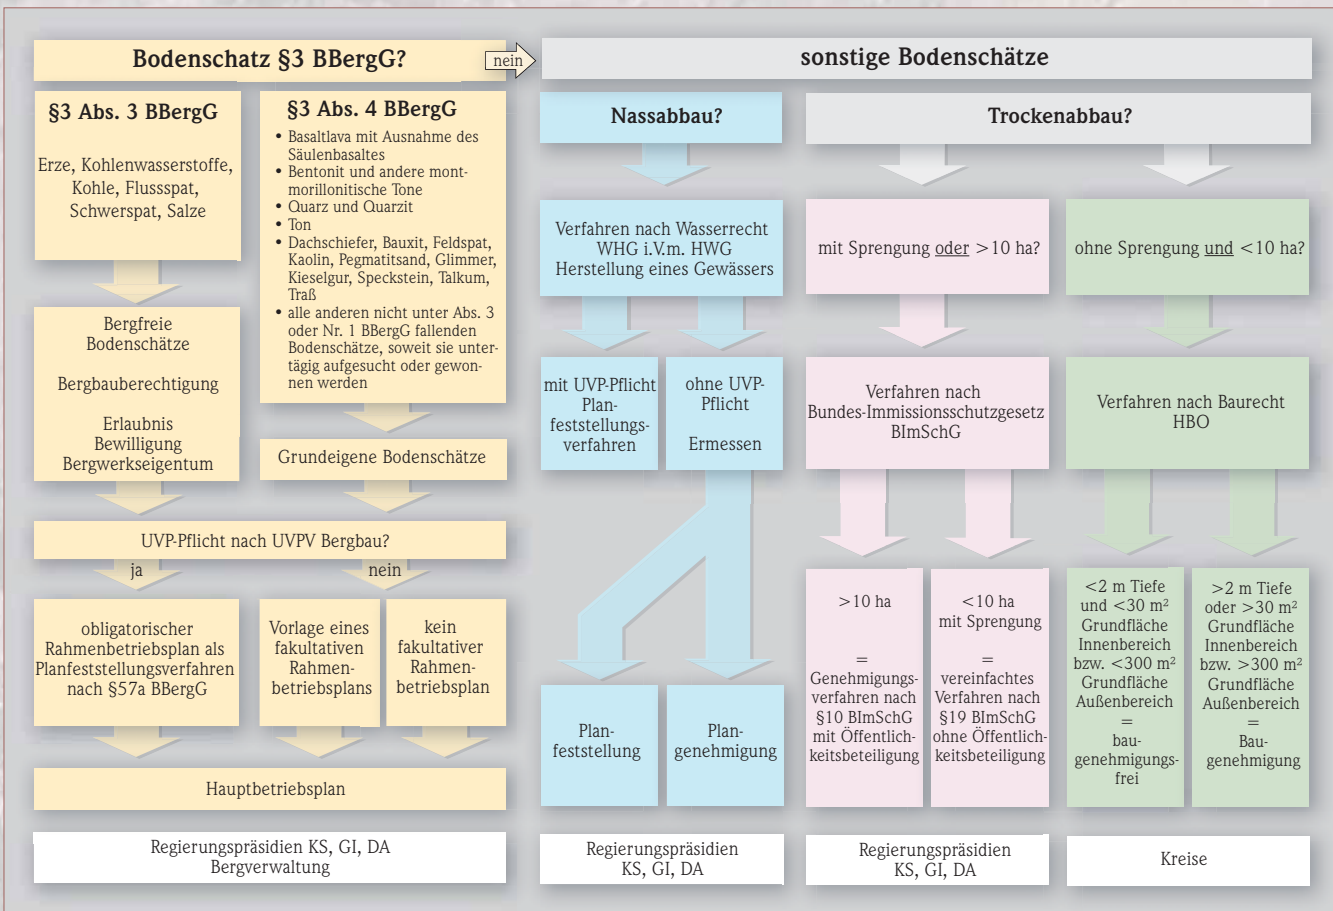 Bodenschatz §3 BBergG?
nein
sonstige Bodenschätze
§3 Abs. 3 BBergG
Erze, Kohlenwasserstoffe,
Kohle, Flussspat,
Schwerspat, Salze
§3 Abs. 4 BBergG
• Basaltlava mit Ausnahme des
Säulenbasaltes
• Bentonit und andere mont-
morillonitische Tone
• Quarz und Quarzit
• Ton
• Dachschiefer, Bauxit, Feldspat,
Kaolin, Pegmatitsand, Glimmer,
Kieselgur, Speckstein, Talkum,
Traß
• alle anderen nicht unter Abs. 3
oder Nr. 1 BBergG fallenden
Bodenschätze, soweit sie unter-
tägig aufgesucht oder gewon-
nen werden
Bergfreie
Bodenschätze
Bergbauberechtigung
Erlaubnis
Bewilligung
Bergwerkseigentum
Grundeigene Bodenschätze
UVP-Pflicht nach UVPV Bergbau?
ja
nein
obligatorischer
Rahmenbetriebsplan als
Planfeststellungsverfahren
nach §57a BBergG
Vorlage eines
fakultativen
Rahmen-
betriebsplans
kein
fakultativer
Rahmen-
betriebsplan
Hauptbetriebsplan
Regierungspräsidien KS, GI, DA
Bergverwaltung
Nassabbau?
Verfahren nach Wasserrecht
WHG i.V.m. HWG
Herstellung eines Gewässers
mit UVP-Pflicht
Plan-
feststellungs-
verfahren
ohne UVP-
Pflicht
Ermessen
Plan-
feststellung
Plan-
genehmigung
Regierungspräsidien
KS, GI, DA
Trockenabbau?
mit Sprengung oder >10 ha?
Verfahren nach
Bundes-Immissionsschutzgesetz
BImSchG
>10 ha
=
Genehmigungs-
verfahren nach
§10 BImSchG
mit Öffentlich-
keitsbeteiligung
<10 ha
mit Sprengung
=
vereinfachtes
Verfahren nach
§19 BImSchG
ohne Öffentlich-
keitsbeteiligung
Regierungspräsidien
KS, GI, DA
ohne Sprengung und <10 ha?
Verfahren nach Baurecht
HBO
<2 m Tiefe
und <30 m²
Grundfläche
Innenbereich
bzw. <300 m²
Grundfläche
Außenbereich
=
bau-
genehmigungs-
frei
>2 m Tiefe
oder >30 m²
Grundfläche
Innenbereich
bzw. >300 m²
Grundfläche
Außenbereich
=
Bau-
genehmigung
Kreise